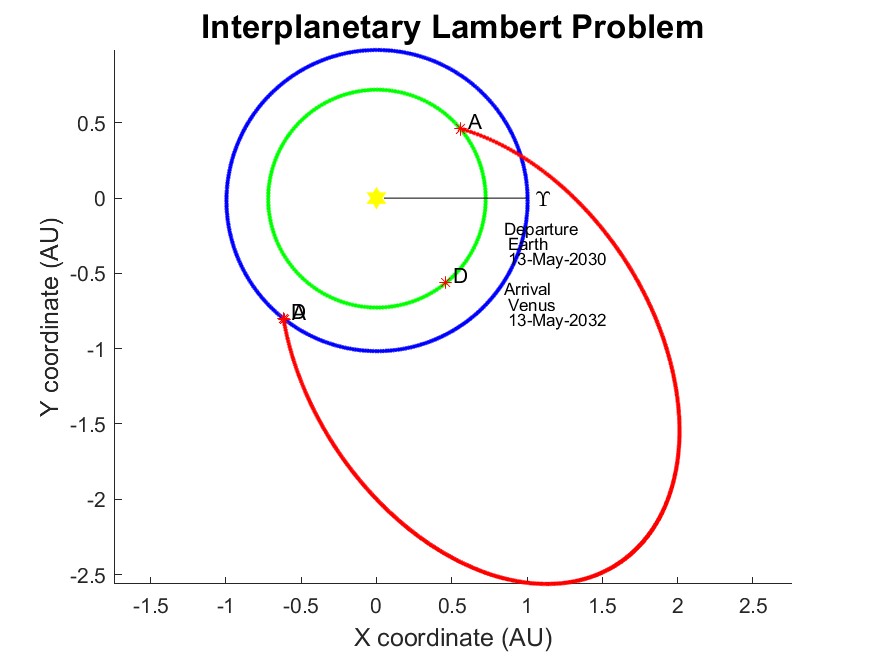 Interplanetary Lambert Problem
Y coordinate (AU)
0.5
0
-0.5
-1
-1.5
-2
-2.5
A
ϒ
Departure
Earth
13-May-2030
D
Arrival
Venus
13-May-2032
D
A
-1.5 -1 -0.5 0 0.5 1 1.5 2 2.5
X coordinate (AU)